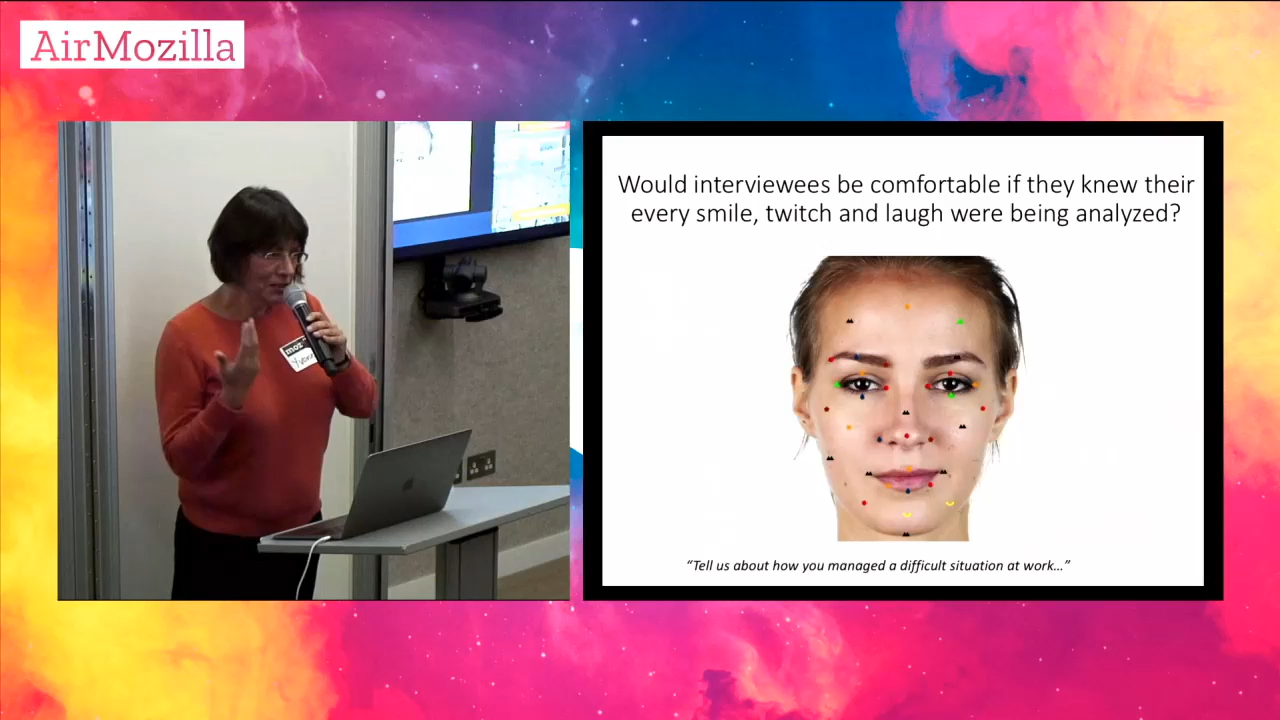 AirMozilla
moz
Would interviewees be comfortable if they knew their
every smile, twitch and laugh were being analyzed?
“Tell us about how you managed a difficult situation at work…”